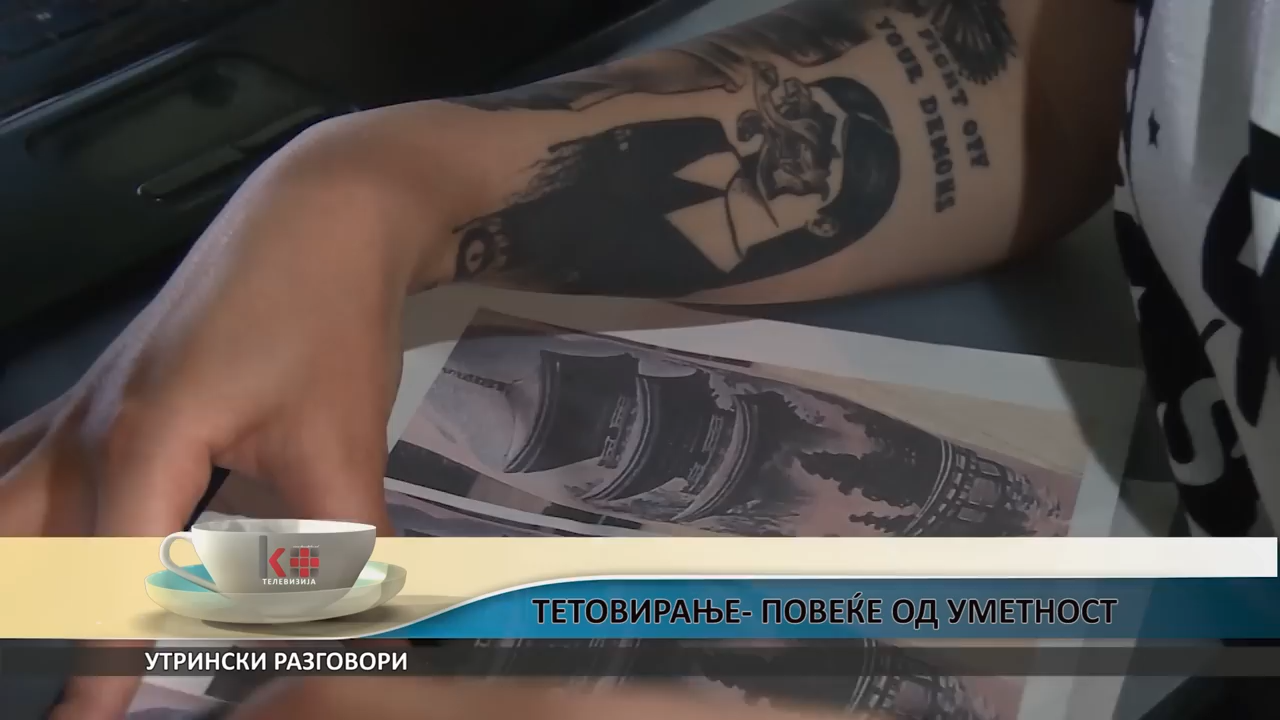 FIGHT OFF
YOUR DEMONS
К+
ТЕЛЕВИЗИЈА
ТЕТОВИРАЊЕ- ПОВЕЌЕ ОД УМЕТНОСТ
УТРИНСКИ РАЗГОВОРИ